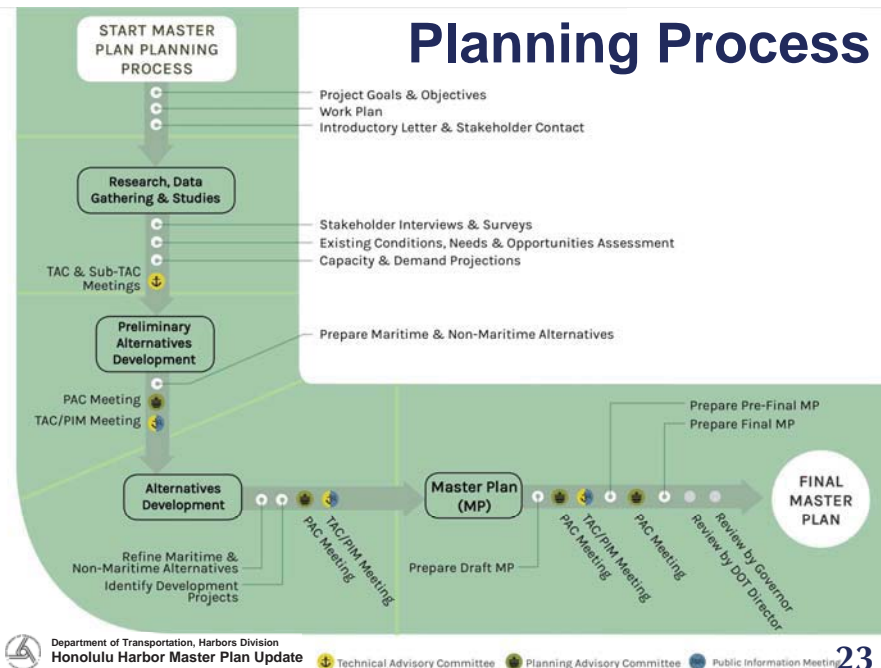 Planning Process
START MASTER
PLAN PLANNING
PROCESS
Project Goals & Objectives
Work Plan
Introductory Letter & Stakeholder Contact
Research, Data
Gathering & Studies
Stakeholder Interviews & Surveys
Existing Conditions, Needs & Opportunities Assessment
Capacity & Demand Projections
TAC & Sub-TAC
Meetings
Preliminary
Alternatives
Development
Prepare Maritime & Non-Maritime Alternatives
PAC Meeting
TAC/PIM Meeting
Alternatives
Development
Refine Maritime &
Non-Maritime Alternatives
Identify Development
Projects
PAC Meeting
TAC/PIM Meeting
Master Plan
(MP)
Prepare Draft MP
PAC Meeting
TAC/PIM Meeting
Prepare Pre-Final MP
PAC Meeting
Prepare Final MP
Review by DOT Director
Review by Governor
FINAL
MASTER
PLAN
Department of Transportation, Harbors Division
Honolulu Harbor Master Plan Update
Technical Advisory Committee
Planning Advisory Committee
Public Information Meeting
23